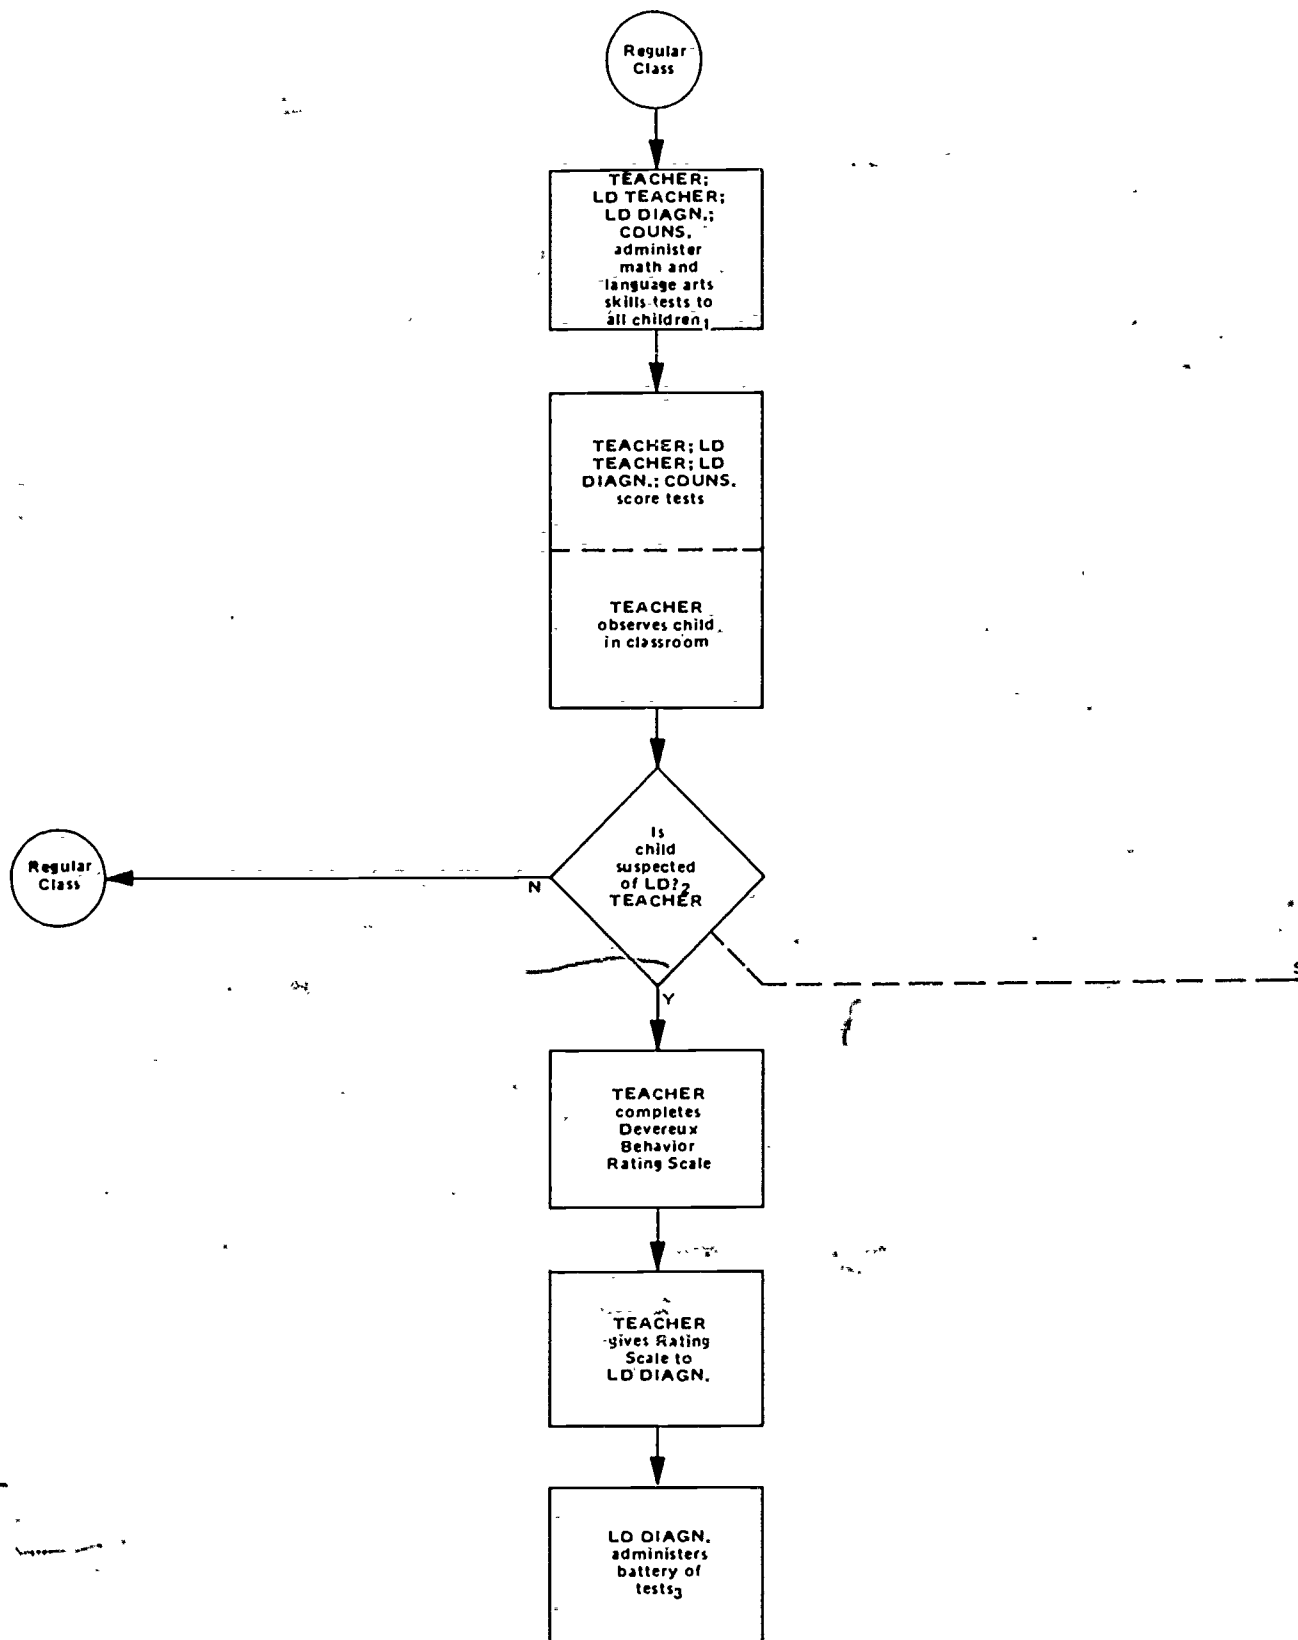 Regular
Class
TEACHER;
LD TEACHER;
LD DIAGN.;
COUNS.
administer
math and
language arts
skills tests to
all children1
TEACHER; LD
TEACHER; LD
DIAGN.; COUNS.
score tests
TEACHER
observes child
in classroom
Is
child
suspected
of LD?2
TEACHER
Regular
Class
N
S
Y
TEACHER
completes
Devereux
Behavior
Rating Scale
TEACHER
gives Rating
Scale to
LD DIAGN.
LD DIAGN.
administers
battery of
tests3